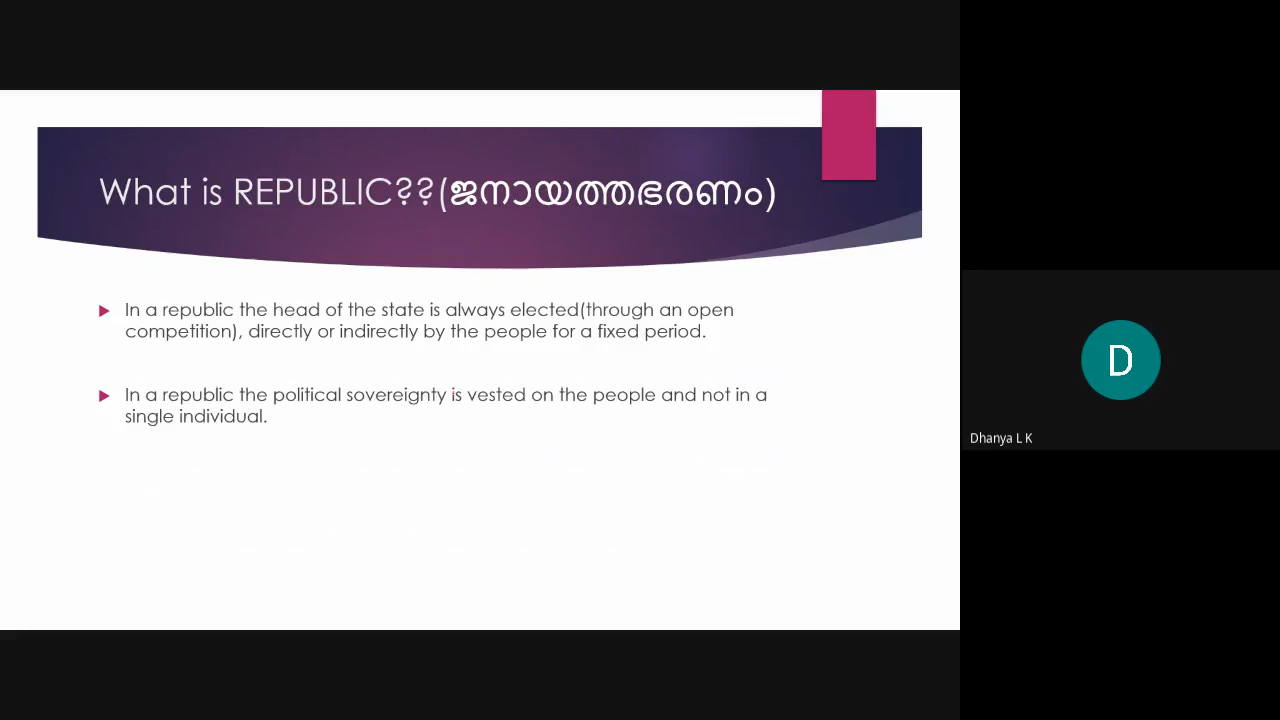 What is REPUBLIC??(ജനായത്തഭരണം)
In a republic the head of the state is always elected(through an open
competition), directly or indirectly by the people for a fixed period.
In a republic the political sovereignty is vested on the people and not in a
single individual.
D
Dhanya L K